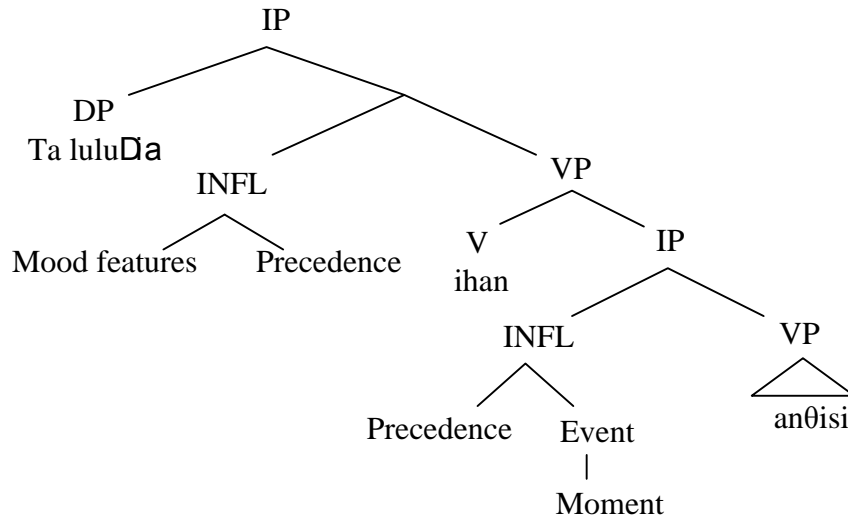 IP
DP
Ta luluDia
INFL
VP
Mood features Precedence
V
IP
ihan
INFL
VP
Precedence Event
anθisi
Moment